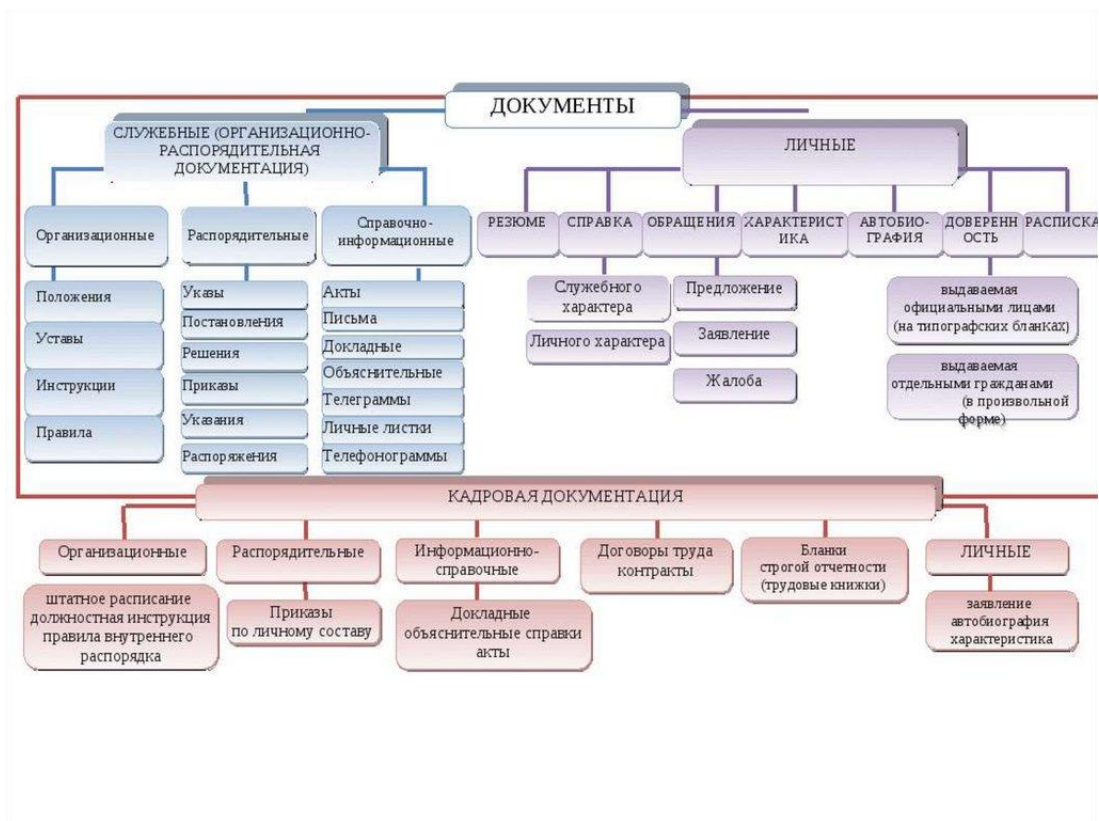 ДОКУМЕНТЫ
СЛУЖЕБНЫЕ (ОРГАНИЗАЦИОННО-
РАСПОРЯДИТЕЛЬНАЯ
ДОКУМЕНТАЦИЯ)
ЛИЧНЫЕ
Организационные
Распорядительные
Справочно-
информационные
РЕЗЮМЕ
СПРАВКА
ОБРАЩЕНИЯ
ХАРАКТЕРИСТ
ИКА
АВТОБИО-
ГРАФИЯ
ДОВЕРЕНН
ОСТЬ
РАСПИСКА
Положения
Уставы
Инструкции
Правила
Указы
Постановления
Решения
Приказы
Указания
Распоряжения
Акты
Письма
Докладные
Объяснительные
Телеграммы
Личные листки
Телефонограммы
Служебного
характера
Личного характера
Предложение
Заявление
Жалоба
выдаваемая
официальными лицами
(на типографских бланках)
выдаваемая
отдельными гражданами
(в произвольной
форме)
КАДРОВАЯ ДОКУМЕНТАЦИЯ
Организационные
штатное расписание
должностная инструкция
правила внутреннего
распорядка
Распорядительные
Приказы
по личному составу
Информационно-
справочные
Докладные
объяснительные справки
акты
Договоры труда
контракты
Бланки
строгой отчетности
(трудовые книжки)
ЛИЧНЫЕ
заявление
автобиография
характеристика